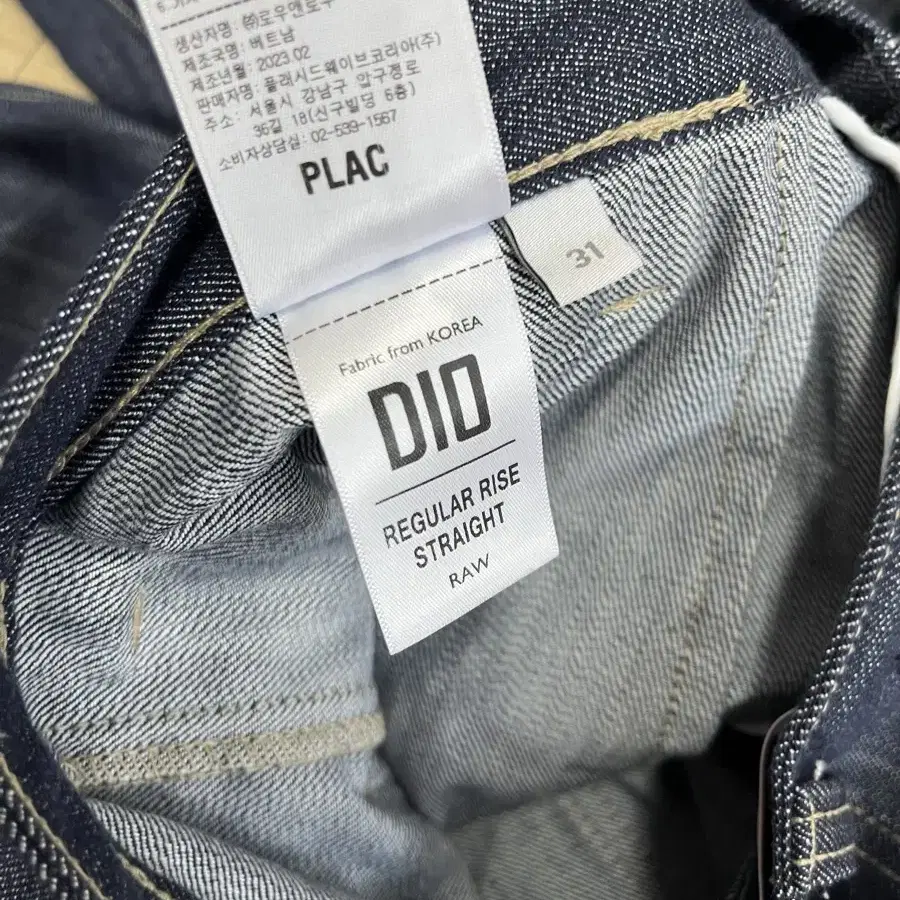 생산자명: ㈜도우앤로우
제조국명: 베트남
제조년월: 2023.02
판매자명: 플래시드웨이브코리아(주)
주소: 서울시 강남구 압구정로
36길 18(신구빌딩 6층)
소비자상담실: 02-539-1567
PLAC
31
Fabric from KOREA
DIO
REGULAR RISE
STRAIGHT
RAW